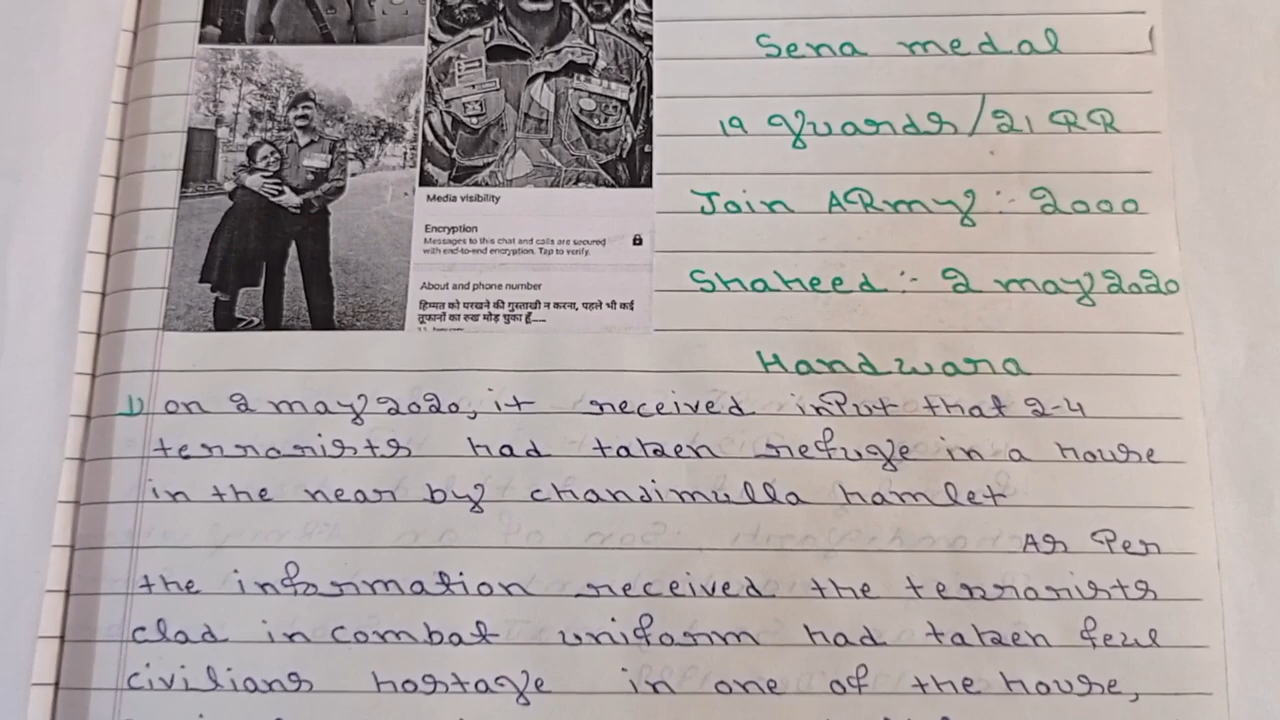 Sena medal
19 Guards/21 RR
Join ARmy :- 2000
Shaheed :- 2 may 2020
Media visibility
Encryption
Messages to this chat and calls are secured
with end-to-end encryption. Tap to verify.
About and phone number
हिम्मत को परखने की गुस्ताखी न करना, पहले भी कई
तूफानों का रुख मोड़ चुका हूँ....
Handwara
1) on 2 may 2020, it received input that 2-4
terrorists had taken refuge in a house
in the near by chandimulla hamlet
As Per
the information received the terrorists
clad in combat uniform had taken few
civilians hostage in one of the house,